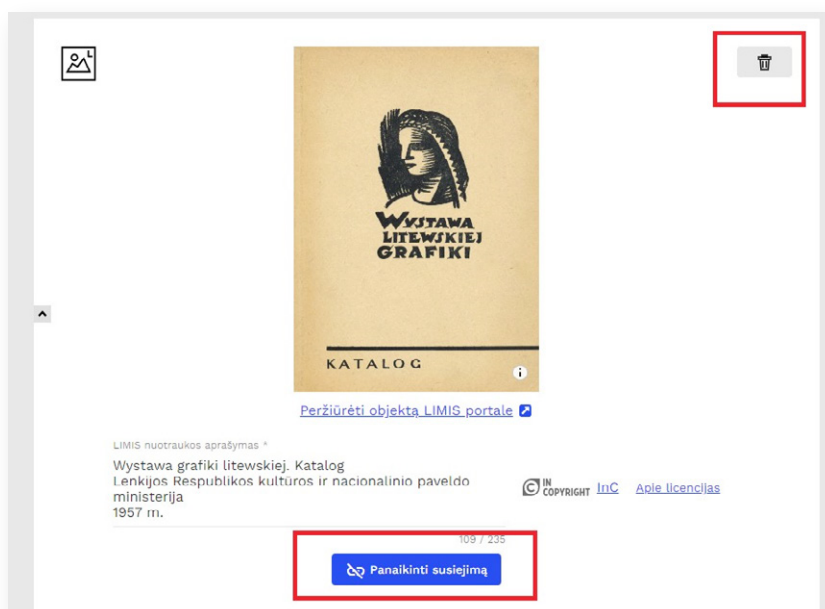 L
WYSTAWA
LITEWSKIEJ
GRAFIKI
KATALOG
i
Peržiūrėti objektą LIMIS portale
LIMIS nuotraukos aprašymas *
Wystawa grafiki litewskiej. Katalog
Lenkijos Respublikos kultūros ir nacionalinio paveldo
ministerija
1957 m.
109 / 235
IN COPYRIGHT InC Apie licencijas
Panaikinti susiejimą